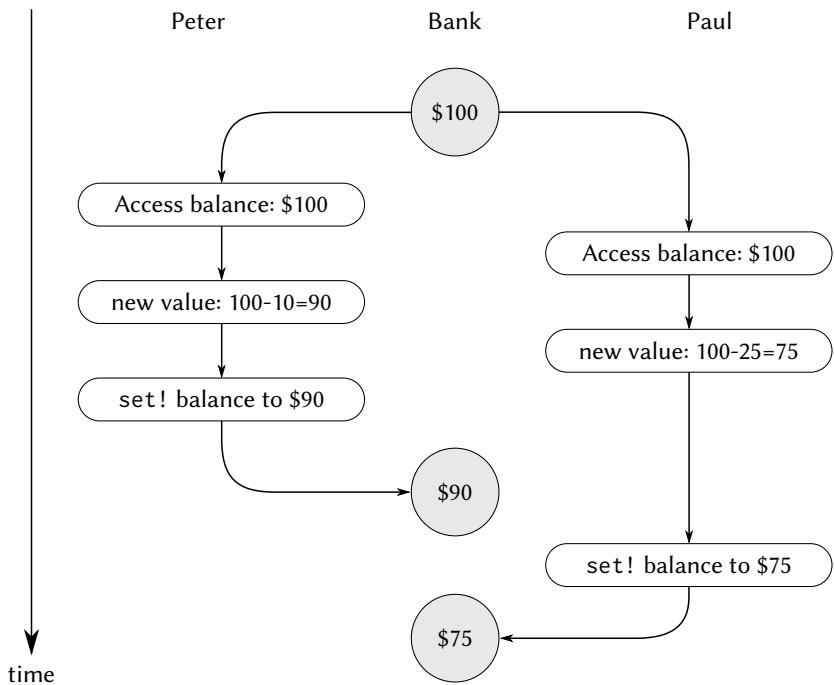 Peter
Bank
Paul
$100
Access balance: $100
Access balance: $100
new value: 100-10=90
new value: 100-25=75
set! balance to $90
$90
set! balance to $75
$75
time